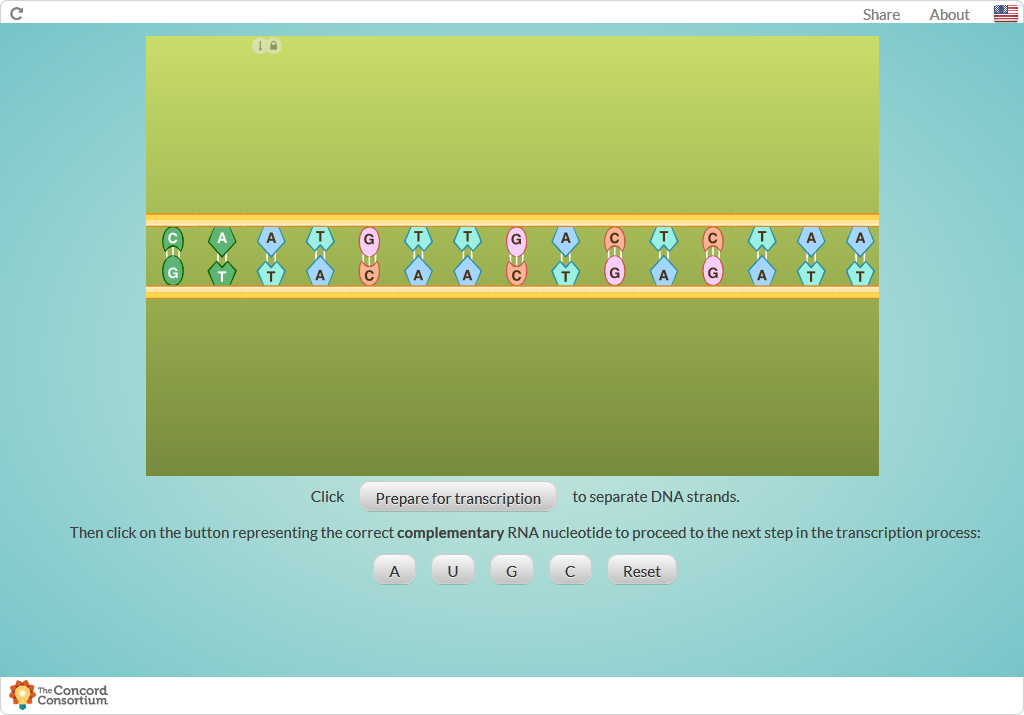 Share About
C A A T G T T G A C T C T A A
G T T A C A A C T G A G A T T
Click Prepare for transcription to separate DNA strands.
Then click on the button representing the correct complementary RNA nucleotide to proceed to the next step in the transcription process:
A U G C Reset
The Concord
Consortium